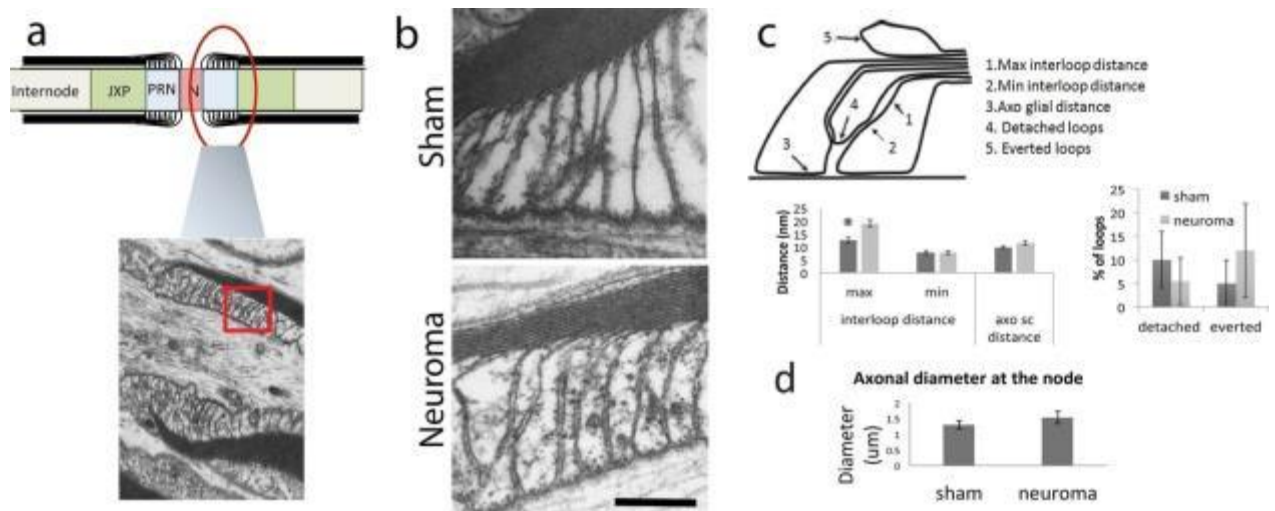 a
Internode
JXP
PRN
N
b
Sham
Neuroma
c
5
4
1
3
2
1.Max interloop distance
2.Min interloop distance
3.Axo glial distance
4. Detached loops
5. Everted loops
Distance (nm)
25
20
15
10
5
0
*
max
min
interloop distance
axo sc
distance
% of loops
25
20
15
10
5
0
sham
neuroma
detached
everted
d
Axonal diameter at the node
Diameter
(um)
2
1.5
1
0.5
0
sham
neuroma